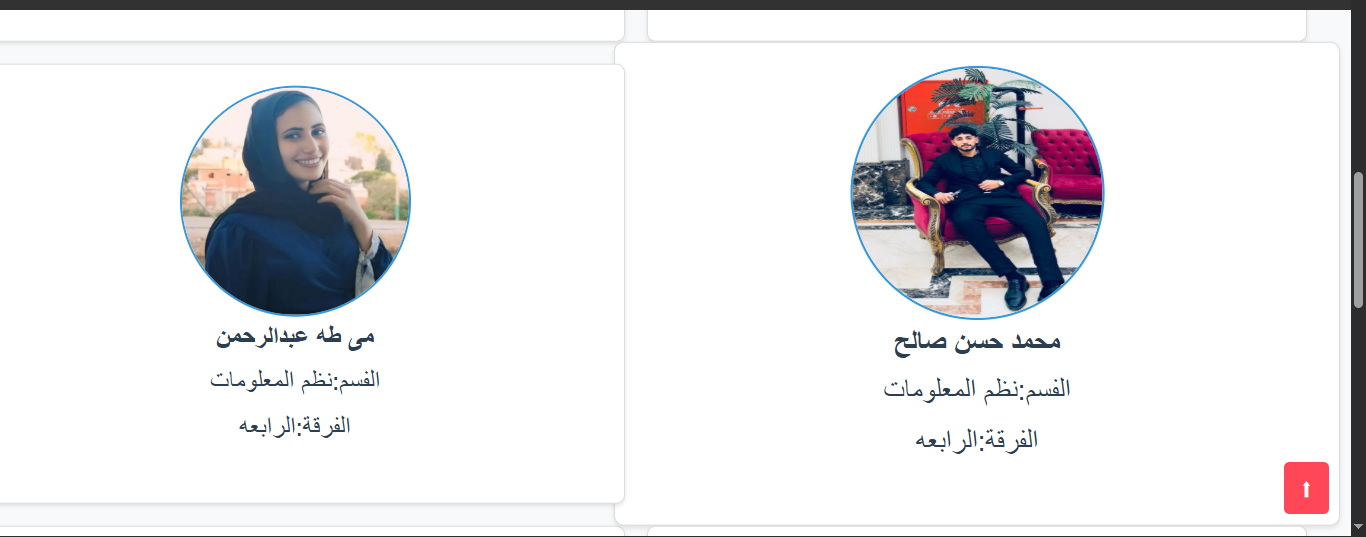 محمد حسن صالح
الفسم:نظم المعلومات
الفرقة:الرابعه
مى طه عبدالرحمن
الفسم:نظم المعلومات
الفرقة:الرابعه